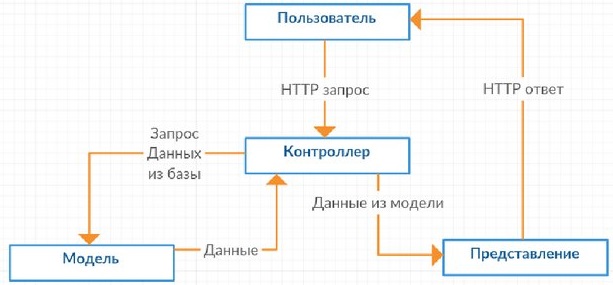 Пользователь
HTTP запрос
HTTP ответ
Запрос
Данных
из базы
Контроллер
Данные из модели
Модель
Данные
Представление